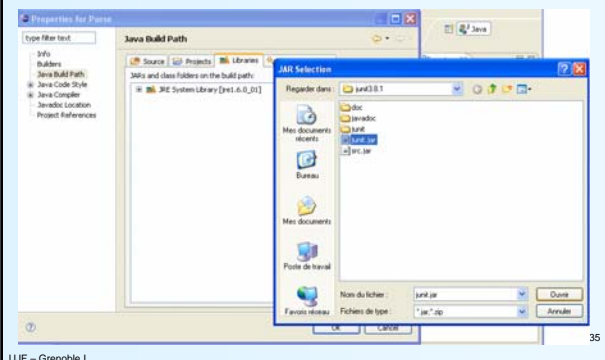 Properties for Parse
type filter text
Java Build Path
Java
Info
Builders
Java Build Path
Java Code Style
Java Compiler
Javadoc Location
Project References
Source Projects Libraries
JARs and class folders on the build path:
JRE System Library [jre1.6.0_01]
JAR Selection
Regarder dans : junit3.8.1
Mes documents récents
Bureau
Mes documents
Poste de travail
Favoris réseau
doc
javadoc
junit
junit.jar
src.jar
Nom du fichier : junit.jar Ouvrir
Fichiers de type : *.jar;*.zip Annuler
OK Cancel
35
UJF – Grenoble I